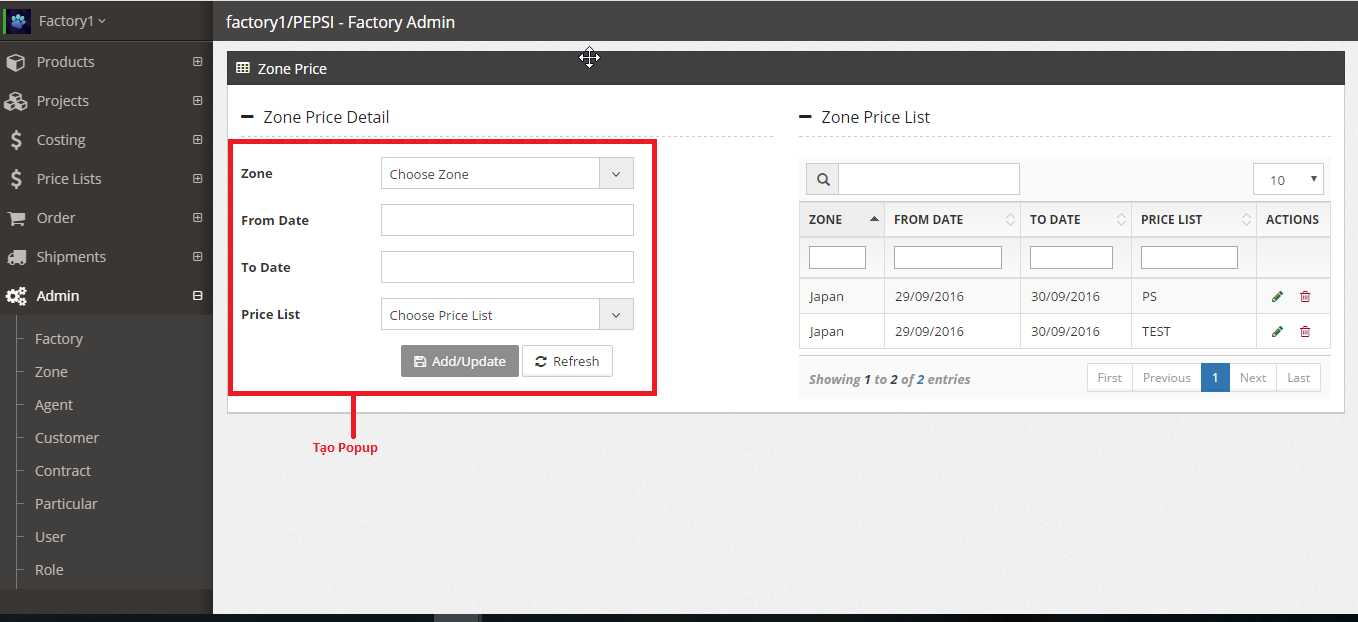 Factory1
factory1/PEPSI - Factory Admin
Products
Projects
Costing
Price Lists
Order
Shipments
Admin
Factory
Zone
Agent
Customer
Contract
Particular
User
Role
Zone Price
Zone Price Detail
Zone Choose Zone
From Date
To Date
Price List Choose Price List
Add/Update Refresh
Tạo Popup
Zone Price List
10
ZONE FROM DATE TO DATE PRICE LIST ACTIONS
Japan 29/09/2016 30/09/2016 PS
Japan 29/09/2016 30/09/2016 TEST
Showing 1 to 2 of 2 entries First Previous 1 Next Last